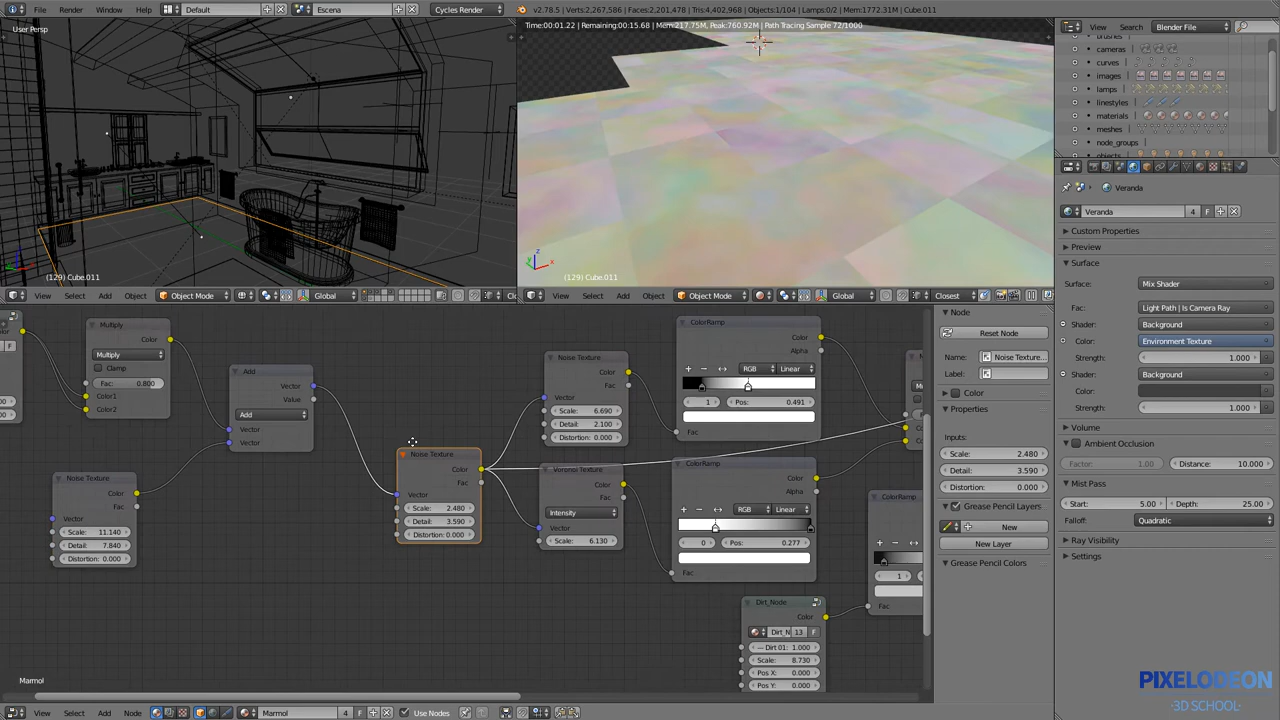 File Render Window Help Default Escena Cycles Render v2.78.5 | Verts:2,267,586 | Faces:2,201,478 | Tris:4,402,968 | Objects:1/104 | Lamps:0/2 | Mem:1772.31M | Cube.011
User Persp
(129) Cube.011
View Select Add Object Object Mode Global
Time:00:01.22 | Remaining:00:15.68 | Mem:217.75M, Peak:760.92M | Path Tracing Sample 72/1000
(129) Cube.011
View Select Add Object Object Mode Global Closest
View Search Blender File
brushes
cameras
curves
images
lamps
linestyles
materials
meshes
node_groups
objects
Veranda
Veranda 4 F
Custom Properties
Preview
Surface
Surface: Mix Shader
Fac: Light Path | Is Camera Ray
Shader: Background
Color: Environment Texture
Strength: 1.000
Shader: Background
Color:
Strength: 1.000
Volume
Ambient Occlusion
Factor: 1.00 Distance: 10.000
Mist Pass
Start: 5.00 Depth: 25.00
Falloff: Quadratic
Ray Visibility
Settings
Multiply
Color
Multiply
Clamp
Fac: 0.800
Color1
Color2
Add
Vector
Value
Add
Vector
Vector
Noise Texture
Color
Fac
Vector
Scale: 11.140
Detail: 7.840
Distortion: 0.000
Noise Texture
Color
Fac
Vector
Scale: 2.480
Detail: 3.590
Distortion: 0.000
Noise Texture
Color
Fac
Vector
Scale: 6.690
Detail: 2.100
Distortion: 0.000
Voronoi Texture
Color
Fac
Intensity
Vector
Scale: 6.130
ColorRamp
Color
Alpha
RGB Linear
1 Pos: 0.491
Fac
ColorRamp
Color
Alpha
RGB Linear
0 Pos: 0.277
Fac
ColorRamp
1
Fac
Dirt_Node
Color
Dirt_N 13 F
Dirt 01: 1.000
Scale: 8.730
Pos X: 0.000
Pos Y: 0.000
Node
Reset Node
Name: Noise Texture...
Label:
Color
Properties
Inputs:
Scale: 2.480
Detail: 3.590
Distortion: 0.000
Grease Pencil Layers
New
New Layer
Grease Pencil Colors
Marmol
View Select Add Node Marmol 4 F Use Nodes
PIXELODEON
·3D SCHOOL·